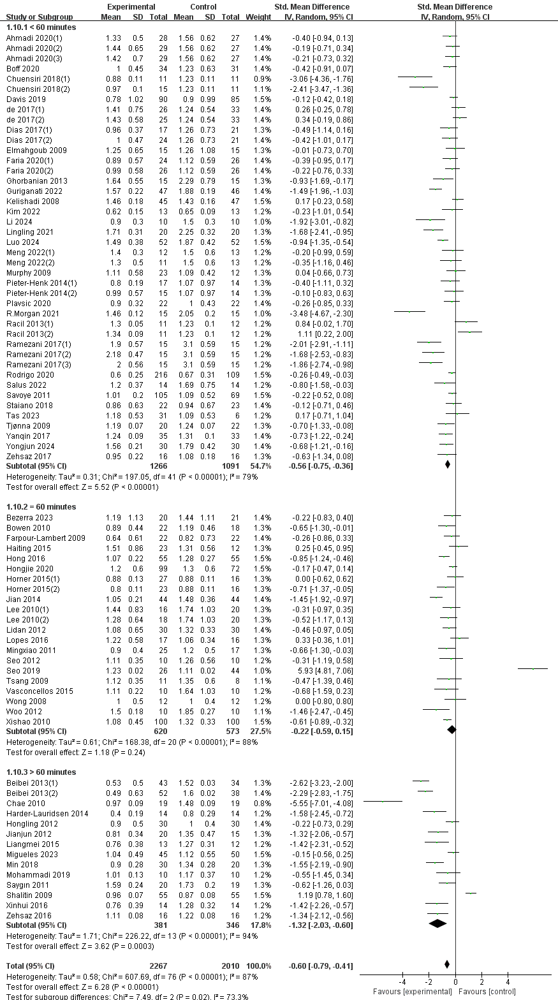 Experimental Control Std. Mean Difference Std. Mean Difference
Study or Subgroup Mean SD Total Mean SD Total Weight IV, Random, 95% CI IV, Random, 95% CI
1.10.1 < 60 minutes
Ahmadi 2020(1) 1.33 0.5 28 1.56 0.62 27 1.4% -0.40 [-0.94, 0.13]
Ahmadi 2020(2) 1.44 0.65 29 1.56 0.62 27 1.4% -0.19 [-0.71, 0.34]
Ahmadi 2020(3) 1.42 0.7 29 1.56 0.62 27 1.4% -0.21 [-0.73, 0.32]
Boff 2020 1 0.45 34 1.23 0.63 31 1.4% -0.42 [-0.91, 0.07]
Chuensiri 2018(1) 0.88 0.11 11 1.23 0.11 11 0.9% -3.06 [-4.36, -1.76]
Chuensiri 2018(2) 0.97 0.1 15 1.23 0.11 11 1.1% -2.41 [-3.47, -1.36]
Davis 2019 0.78 1.02 90 0.9 0.99 85 1.5% -0.12 [-0.42, 0.18]
de 2017(1) 1.41 0.75 26 1.24 0.54 33 1.4% 0.26 [-0.25, 0.78]
de 2017(2) 1.43 0.58 25 1.24 0.54 33 1.4% 0.34 [-0.19, 0.86]
Dias 2017(1) 0.96 0.37 17 1.26 0.73 21 1.3% -0.49 [-1.14, 0.16]
Dias 2017(2) 1 0.47 24 1.26 0.73 21 1.4% -0.42 [-1.01, 0.17]
Elmahgoub 2009 1.25 0.65 15 1.26 1.08 15 1.3% -0.01 [-0.73, 0.70]
Faria 2020(1) 0.89 0.57 24 1.12 0.59 26 1.4% -0.39 [-0.95, 0.17]
Faria 2020(2) 0.99 0.58 26 1.12 0.59 26 1.4% -0.22 [-0.76, 0.33]
Ghorbanian 2013 1.64 0.55 15 2.29 0.79 15 1.2% -0.93 [-1.69, -0.17]
Guriganati 2022 1.57 0.22 47 1.88 0.19 46 1.4% -1.49 [-1.96, -1.03]
Kelishadi 2008 1.46 0.18 45 1.43 0.16 47 1.4% 0.17 [-0.23, 0.58]
Kim 2022 0.62 0.15 13 0.65 0.09 13 1.2% -0.23 [-1.01, 0.54]
Li 2024 0.9 0.3 10 1.5 0.3 10 1.0% -1.92 [-3.01, -0.82]
Lingling 2021 1.71 0.31 20 2.25 0.32 20 1.3% -1.68 [-2.41, -0.95]
Luo 2024 1.49 0.38 52 1.87 0.42 52 1.4% -0.94 [-1.35, -0.54]
Meng 2022(1) 1.4 0.3 12 1.5 0.6 13 1.2% -0.20 [-0.99, 0.59]
Meng 2022(2) 1.3 0.5 11 1.5 0.6 13 1.2% -0.35 [-1.16, 0.46]
Murphy 2009 1.11 0.58 23 1.09 0.42 12 1.3% 0.04 [-0.66, 0.73]
Pieter-Henk 2014(1) 0.8 0.19 17 1.07 0.97 14 1.3% -0.40 [-1.11, 0.32]
Pieter-Henk 2014(2) 0.99 0.57 15 1.07 0.97 14 1.3% -0.10 [-0.83, 0.63]
Plavsic 2020 0.9 0.32 22 1 0.43 22 1.4% -0.26 [-0.85, 0.33]
R.Morgan 2021 1.46 0.12 15 2.05 0.2 15 1.0% -3.48 [-4.67, -2.30]
Racil 2013(1) 1.3 0.05 11 1.23 0.1 12 1.2% 0.84 [-0.02, 1.70]
Racil 2013(2) 1.34 0.09 11 1.23 0.1 12 1.2% 1.11 [0.22, 2.00]
Ramezani 2017(1) 1.9 0.57 15 3.1 0.59 15 1.2% -2.01 [-2.91, -1.11]
Ramezani 2017(2) 2.18 0.47 15 3.1 0.59 15 1.2% -1.68 [-2.53, -0.83]
Ramezani 2017(3) 2 0.56 15 3.1 0.59 15 1.2% -1.86 [-2.74, -0.98]
Rodrigo 2020 0.6 0.25 216 0.67 0.31 109 1.5% -0.26 [-0.49, -0.03]
Salus 2022 1.2 0.37 14 1.69 0.75 14 1.2% -0.80 [-1.58, -0.03]
Savoye 2011 1.01 0.2 105 1.09 0.52 69 1.5% -0.22 [-0.52, 0.08]
Staiano 2018 0.86 0.63 22 0.94 0.67 23 1.4% -0.12 [-0.71, 0.46]
Tas 2023 1.18 0.53 31 1.09 0.53 6 1.2% 0.17 [-0.71, 1.04]
Tjønna 2009 1.19 0.07 20 1.24 0.07 22 1.3% -0.70 [-1.33, -0.08]
Yanqin 2017 1.24 0.09 35 1.31 0.1 33 1.4% -0.73 [-1.22, -0.24]
Yongjun 2024 1.56 0.21 30 1.79 0.42 30 1.4% -0.68 [-1.21, -0.16]
Zehsaz 2017 0.95 0.22 16 1.08 0.18 16 1.3% -0.63 [-1.34, 0.08]
Subtotal (95% CI) 1266 1091 54.7% -0.56 [-0.75, -0.36]
Heterogeneity: Tau² = 0.31; Chi² = 197.05, df = 41 (P < 0.00001); I² = 79%
Test for overall effect: Z = 5.52 (P < 0.00001)
1.10.2 = 60 minutes
Bezerra 2023 1.19 1.13 20 1.44 1.11 21 1.4% -0.22 [-0.83, 0.40]
Bowen 2010 0.89 0.44 22 1.19 0.46 18 1.3% -0.65 [-1.30, -0.01]
Farpour-Lambert 2009 0.64 0.61 22 0.82 0.73 22 1.4% -0.26 [-0.86, 0.33]
Haiting 2015 1.51 0.86 23 1.31 0.56 12 1.3% 0.25 [-0.45, 0.95]
Hong 2016 1.07 0.22 55 1.28 0.27 55 1.5% -0.85 [-1.24, -0.46]
Hongjie 2020 1.2 0.6 99 1.3 0.6 72 1.5% -0.17 [-0.47, 0.14]
Horner 2015(1) 0.88 0.13 27 0.88 0.11 16 1.4% 0.00 [-0.62, 0.62]
Horner 2015(2) 0.8 0.11 23 0.88 0.11 16 1.3% -0.71 [-1.37, -0.05]
Jian 2014 1.05 0.21 44 1.48 0.36 44 1.4% -1.45 [-1.92, -0.97]
Lee 2010(1) 1.44 0.83 16 1.74 1.03 20 1.3% -0.31 [-0.97, 0.35]
Lee 2010(2) 1.28 0.64 18 1.74 1.03 20 1.3% -0.52 [-1.17, 0.13]
Lidan 2012 1.08 0.65 30 1.32 0.33 30 1.4% -0.46 [-0.97, 0.05]
Lopes 2016 1.22 0.58 17 1.06 0.34 16 1.3% 0.33 [-0.36, 1.01]
Mingxiao 2011 0.9 0.4 25 1.2 0.5 17 1.3% -0.66 [-1.30, -0.03]
Seo 2012 1.11 0.35 10 1.26 0.56 10 1.2% -0.31 [-1.19, 0.58]
Seo 2019 1.23 0.02 26 1.11 0.02 44 1.0% 5.93 [4.81, 7.06]
Tsang 2009 1.12 0.35 11 1.35 0.6 8 1.1% -0.47 [-1.39, 0.46]
Vasconcellos 2015 1.11 0.22 10 1.64 1.03 10 1.2% -0.68 [-1.59, 0.23]
Wong 2008 1 0.5 12 1 0.4 12 1.2% 0.00 [-0.80, 0.80]
Woo 2012 1.5 0.18 10 1.85 0.27 10 1.1% -1.46 [-2.47, -0.45]
Xishao 2010 1.08 0.45 100 1.32 0.33 100 1.5% -0.61 [-0.89, -0.32]
Subtotal (95% CI) 620 573 27.5% -0.22 [-0.59, 0.15]
Heterogeneity: Tau² = 0.61; Chi² = 168.38, df = 20 (P < 0.00001); I² = 88%
Test for overall effect: Z = 1.18 (P = 0.24)
1.10.3 > 60 minutes
Beibei 2013(1) 0.53 0.5 43 1.52 0.03 34 1.3% -2.62 [-3.23, -2.00]
Beibei 2013(2) 0.49 0.63 52 1.6 0.02 38 1.4% -2.29 [-2.83, -1.75]
Chae 2010 0.97 0.09 19 1.48 0.09 19 0.8% -5.55 [-7.01, -4.08]
Harder-Lauridsen 2014 0.4 0.19 14 0.8 0.29 14 1.2% -1.58 [-2.45, -0.72]
Hongling 2012 0.9 0.5 30 1 0.4 30 1.4% -0.22 [-0.73, 0.29]
Jianjun 2012 0.81 0.34 20 1.35 0.47 15 1.3% -1.32 [-2.06, -0.57]
Liangmei 2015 0.76 0.38 13 1.27 0.31 12 1.2% -1.42 [-2.31, -0.52]
Migueles 2023 1.04 0.49 45 1.12 0.55 50 1.4% -0.15 [-0.56, 0.25]
Min 2018 0.9 0.28 30 1.34 0.28 20 1.3% -1.55 [-2.19, -0.90]
Mohammadi 2019 1.01 0.13 10 1.17 0.37 10 1.2% -0.55 [-1.45, 0.34]
Saygın 2011 1.59 0.24 20 1.73 0.2 19 1.3% -0.62 [-1.26, 0.03]
Shalitin 2009 0.96 0.07 55 0.87 0.08 55 1.4% 1.19 [0.78, 1.60]
Xinhui 2016 0.76 0.39 14 1.28 0.32 14 1.2% -1.42 [-2.26, -0.57]
Zehsaz 2016 1.11 0.08 16 1.22 0.08 16 1.2% -1.34 [-2.12, -0.56]
Subtotal (95% CI) 381 346 17.8% -1.32 [-2.03, -0.60]
Heterogeneity: Tau² = 1.71; Chi² = 226.22, df = 13 (P < 0.00001); I² = 94%
Test for overall effect: Z = 3.62 (P = 0.0003)
Total (95% CI) 2267 2010 100.0% -0.60 [-0.79, -0.41]
Heterogeneity: Tau² = 0.58; Chi² = 607.69, df = 76 (P < 0.00001); I² = 87%
Test for overall effect: Z = 6.28 (P < 0.00001)
Test for subgroup differences: Chi² = 7.49, df = 2 (P = 0.02), I² = 73.3%
-4 -2 0 2 4
Favours [experimental] Favours [control]